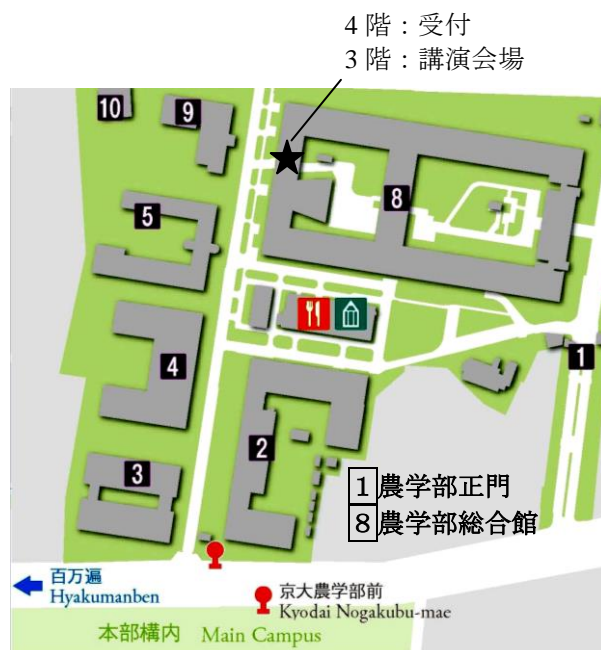 4 階：受付
3 階：講演会場
10
9
5
8
4
1
2
3
1 農学部正門
8 農学部総合館
百万遍
Hyakumanben
京大農学部前
Kyodai Nogakubu-mae
本部構内 Main Campus